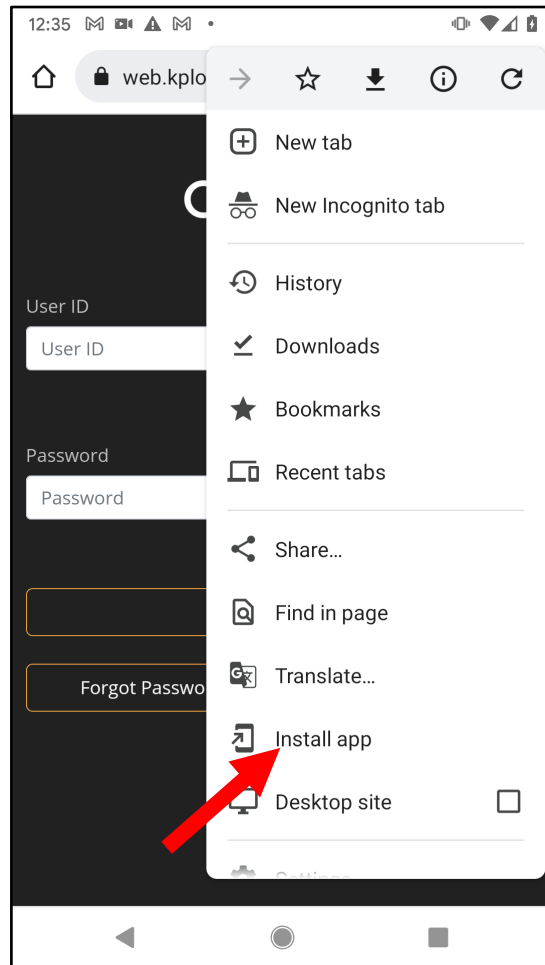 12:35
web.kplo
New tab
New Incognito tab
History
User ID
User ID
Downloads
Bookmarks
Password
Recent tabs
Password
Share…
Find in page
Translate…
Forgot Passwo
Install app
Desktop site
Settings